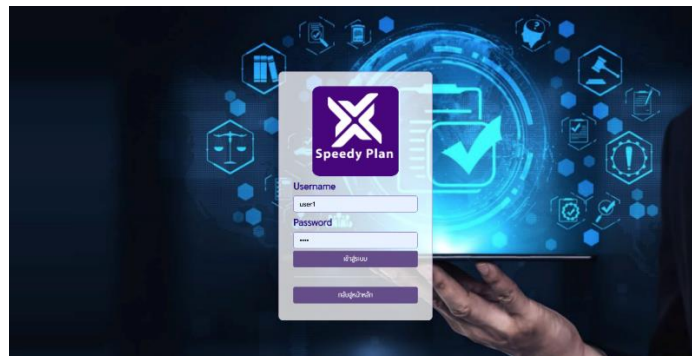 Speedy Plan
Username
user1
Password
••••
เข้าสู่ระบบ
กลับสู่หน้าหลัก